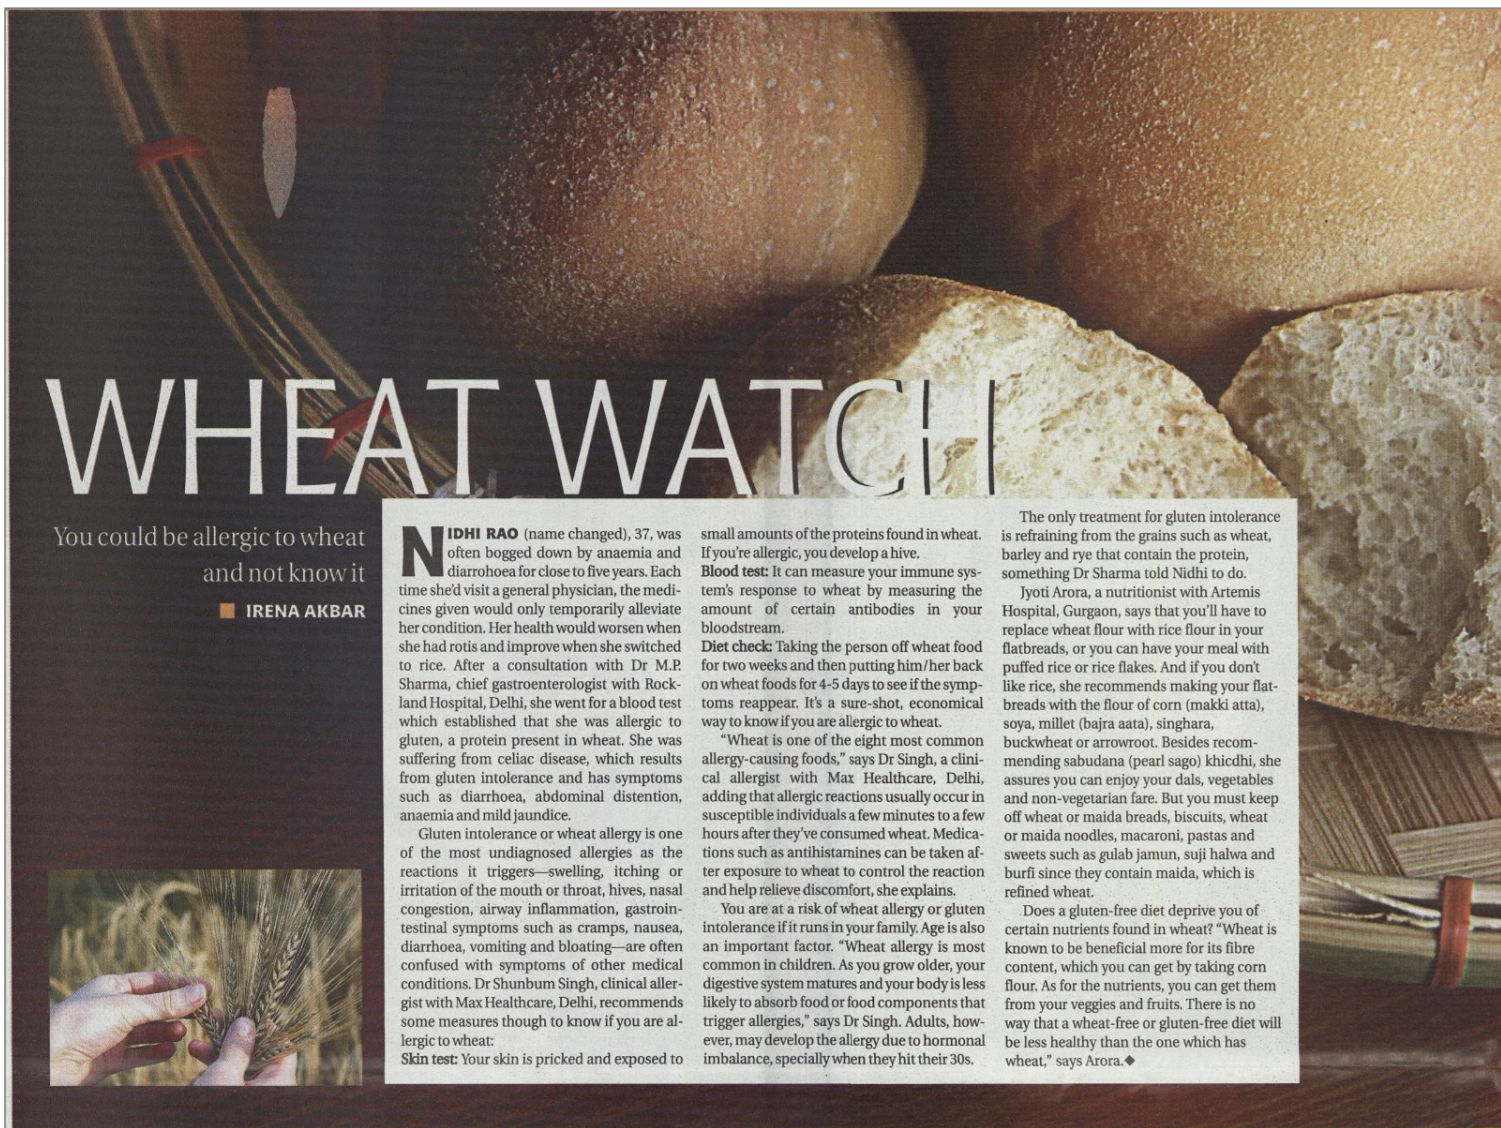 WHEAT WATCH
You could be allergic to wheat
and not know it
IRENA AKBAR
NIDHI RAO (name changed), 37, was
often bogged down by anaemia and
diarrohoea for close to five years. Each
time she'd visit a general physician, the medi-
cines given would only temporarily alleviate
her condition. Her health would worsen when
she had rotis and improve when she switched
to rice. After a consultation with Dr M.P.
Sharma, chief gastroenterologist with Rock-
land Hospital, Delhi, she went for a blood test
which established that she was allergic to
gluten, a protein present in wheat. She was
suffering from celiac disease, which results
from gluten intolerance and has symptoms
such as diarrhoea, abdominal distention,
anaemia and mild jaundice.
Gluten intolerance or wheat allergy is one
of the most undiagnosed allergies as the
reactions it triggers—swelling, itching or
irritation of the mouth or throat, hives, nasal
congestion, airway inflammation, gastroin-
testinal symptoms such as cramps, nausea,
diarrhoea, vomiting and bloating—are often
confused with symptoms of other medical
conditions. Dr Shunbum Singh, clinical aller-
gist with Max Healthcare, Delhi, recommends
some measures though to know if you are al-
lergic to wheat:
Skin test: Your skin is pricked and exposed to
small amounts of the proteins found in wheat.
If you're allergic, you develop a hive.
Blood test: It can measure your immune sys-
tem's response to wheat by measuring the
amount of certain antibodies in your
bloodstream.
Diet check: Taking the person off wheat food
for two weeks and then putting him/her back
on wheat foods for 4-5 days to see if the symp-
toms reappear. It's a sure-shot, economical
way to know if you are allergic to wheat.
"Wheat is one of the eight most common
allergy-causing foods," says Dr Singh, a clini-
cal allergist with Max Healthcare, Delhi,
adding that allergic reactions usually occur in
susceptible individuals a few minutes to a few
hours after they've consumed wheat. Medica-
tions such as antihistamines can be taken af-
ter exposure to wheat to control the reaction
and help relieve discomfort, she explains.
You are at a risk of wheat allergy or gluten
intolerance if it runs in your family. Age is also
an important factor. "Wheat allergy is most
common in children. As you grow older, your
digestive system matures and your body is less
likely to absorb food or food components that
trigger allergies," says Dr Singh. Adults, how-
ever, may develop the allergy due to hormonal
imbalance, specially when they hit their 30s.
The only treatment for gluten intolerance
is refraining from the grains such as wheat,
barley and rye that contain the protein,
something Dr Sharma told Nidhi to do.
Jyoti Arora, a nutritionist with Artemis
Hospital, Gurgaon, says that you'll have to
replace wheat flour with rice flour in your
flatbreads, or you can have your meal with
puffed rice or rice flakes. And if you don't
like rice, she recommends making your flat-
breads with the flour of corn (makki atta),
soya, millet (bajra aata), singhara,
buckwheat or arrowroot. Besides recom-
mending sabudana (pearl sago) khicdhi, she
assures you can enjoy your dals, vegetables
and non-vegetarian fare. But you must keep
off wheat or maida breads, biscuits, wheat
or maida noodles, macaroni, pastas and
sweets such as gulab jamun, suji halwa and
burfi since they contain maida, which is
refined wheat.
Does a gluten-free diet deprive you of
certain nutrients found in wheat? "Wheat is
known to be beneficial more for its fibre
content, which you can get by taking corn
flour. As for the nutrients, you can get them
from your veggies and fruits. There is no
way that a wheat-free or gluten-free diet will
be less healthy than the one which has
wheat," says Arora.◆